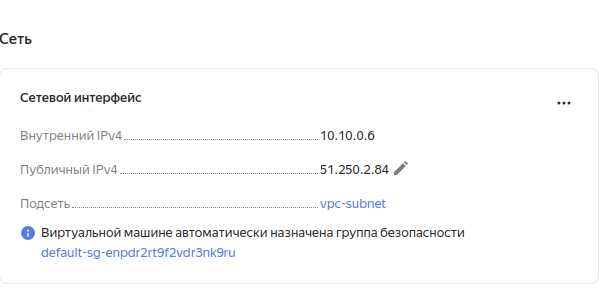 Сеть
Сетевой интерфейс
Внутренний IPv4 10.10.0.6
Публичный IPv4 51.250.2.84
Подсеть vpc-subnet
Виртуальной машине автоматически назначена группа безопасности
default-sg-enpdr2rt9f2vdr3nk9ru